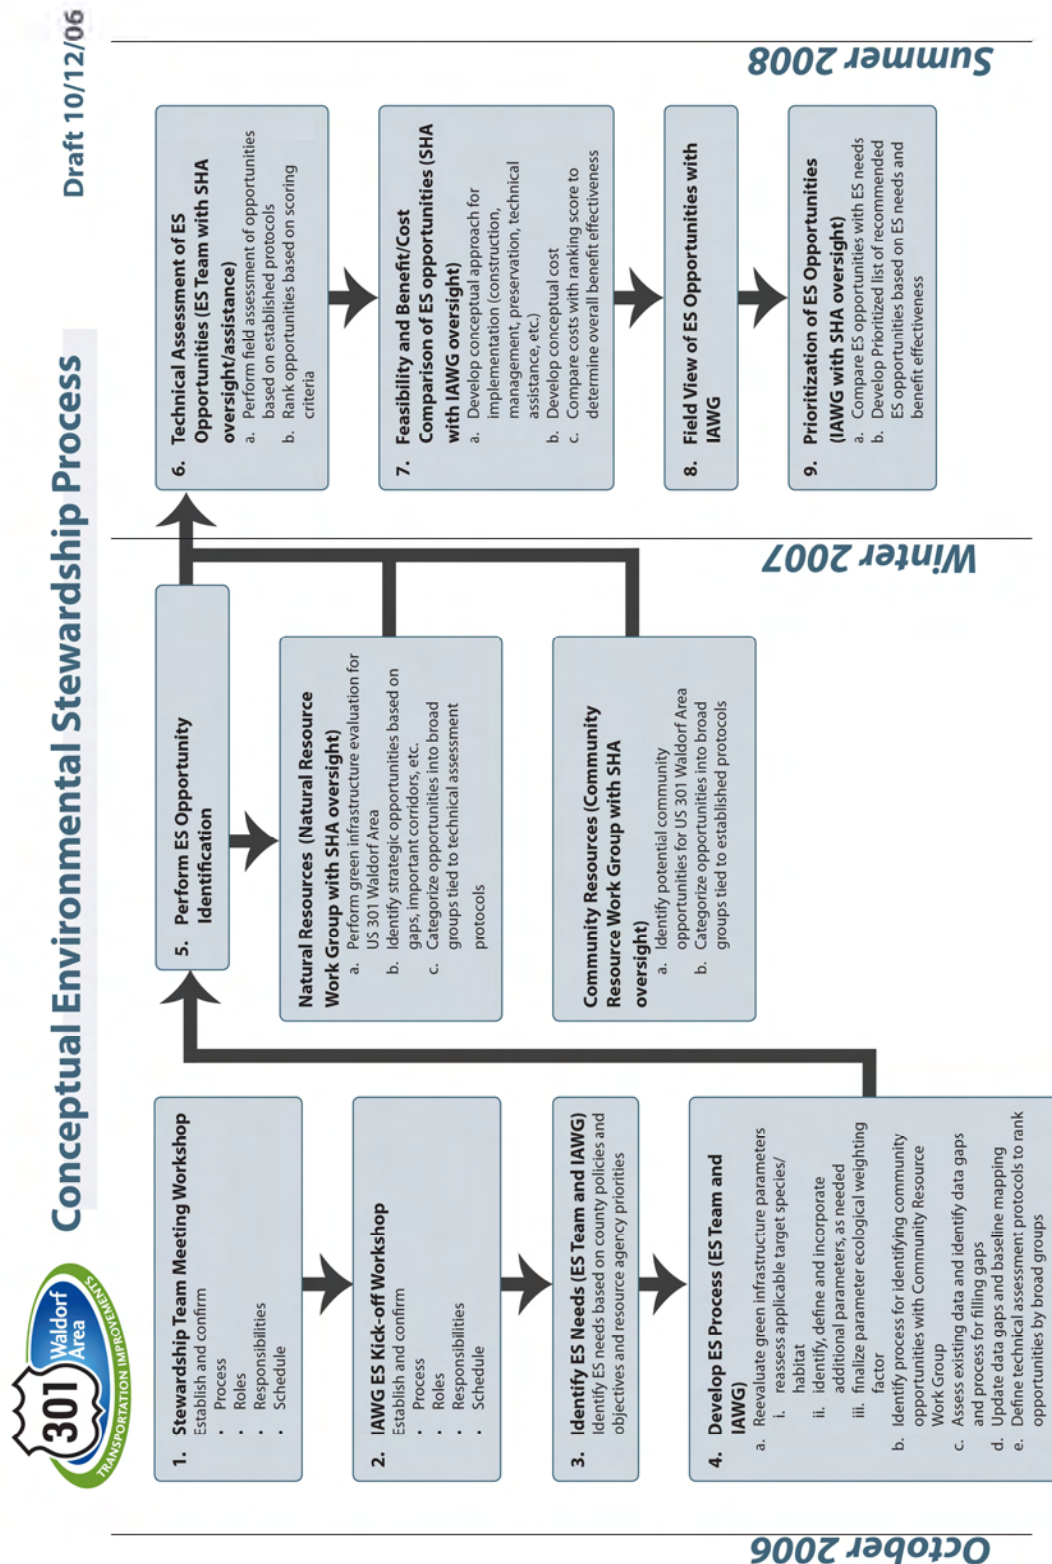 301
Waldorf
Area
TRANSPORTATION IMPROVEMENTS
Conceptual Environmental Stewardship Process
Draft 10/12/06
October 2006
1. Stewardship Team Meeting Workshop
Establish and confirm
• Process
• Roles
• Responsibilities
• Schedule
2. IAWG ES Kick-off Workshop
Establish and confirm
• Process
• Roles
• Responsibilities
• Schedule
3. Identify ES Needs (ES Team and IAWG)
Identify ES needs based on county policies and
objectives and resource agency priorities
4. Develop ES Process (ES Team and
IAWG)
a. Reevaluate green infrastructure parameters
i. reassess applicable target species/
habitat
ii. identify, define and incorporate
additional parameters, as needed
iii. finalize parameter ecological weighting
factor
b. Identify process for identifying community
opportunities with Community Resource
Work Group
c. Assess existing data and identify data gaps
and process for filling gaps
d. Update data gaps and baseline mapping
e. Define technical assessment protocols to rank
opportunities by broad groups
5. Perform ES Opportunity
Identification
Natural Resources (Natural Resource
Work Group with SHA oversight)
a. Perform green infrastructure evaluation for
US 301 Waldorf Area
b. Identify strategic opportunities based on
gaps, important corridors, etc.
c. Categorize opportunities into broad
groups tied to technical assessment
protocols
Community Resources (Community
Resource Work Group with SHA
oversight)
a. Identify potential community
opportunities for US 301 Waldorf Area
b. Categorize opportunities into broad
groups tied to established protocols
Winter 2007
6. Technical Assessment of ES
Opportunities (ES Team with SHA
oversight/assistance)
a. Perform field assessment of opportunities
based on established protocols
b. Rank opportunities based on scoring
criteria
7. Feasibility and Benefit/Cost
Comparison of ES opportunities (SHA
with IAWG oversight)
a. Develop conceptual approach for
implementation (construction,
management, preservation, technical
assistance, etc.)
b. Develop conceptual cost
c. Compare costs with ranking score to
determine overall benefit effectiveness
8. Field View of ES Opportunities with
IAWG
9. Prioritization of ES Opportunities
(IAWG with SHA oversight)
a. Compare ES opportunities with ES needs
b. Develop Prioritized list of recommended
ES opportunities based on ES needs and
benefit effectiveness
Summer 2008